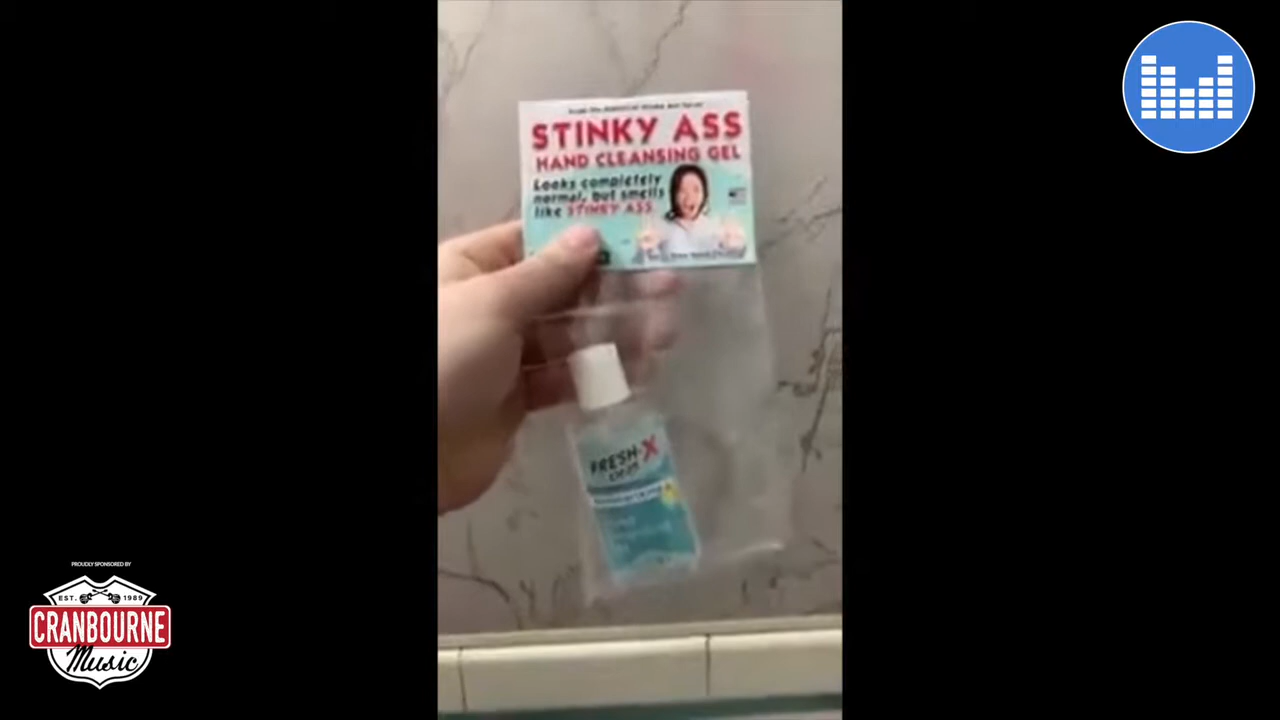 STINKY ASS
HAND CLEANSING GEL
Looks completely
normal, but smells
like STINKY ASS
FRESH-X
PROUDLY SPONSORED BY
EST. 1989
CRANBOURNE
Music